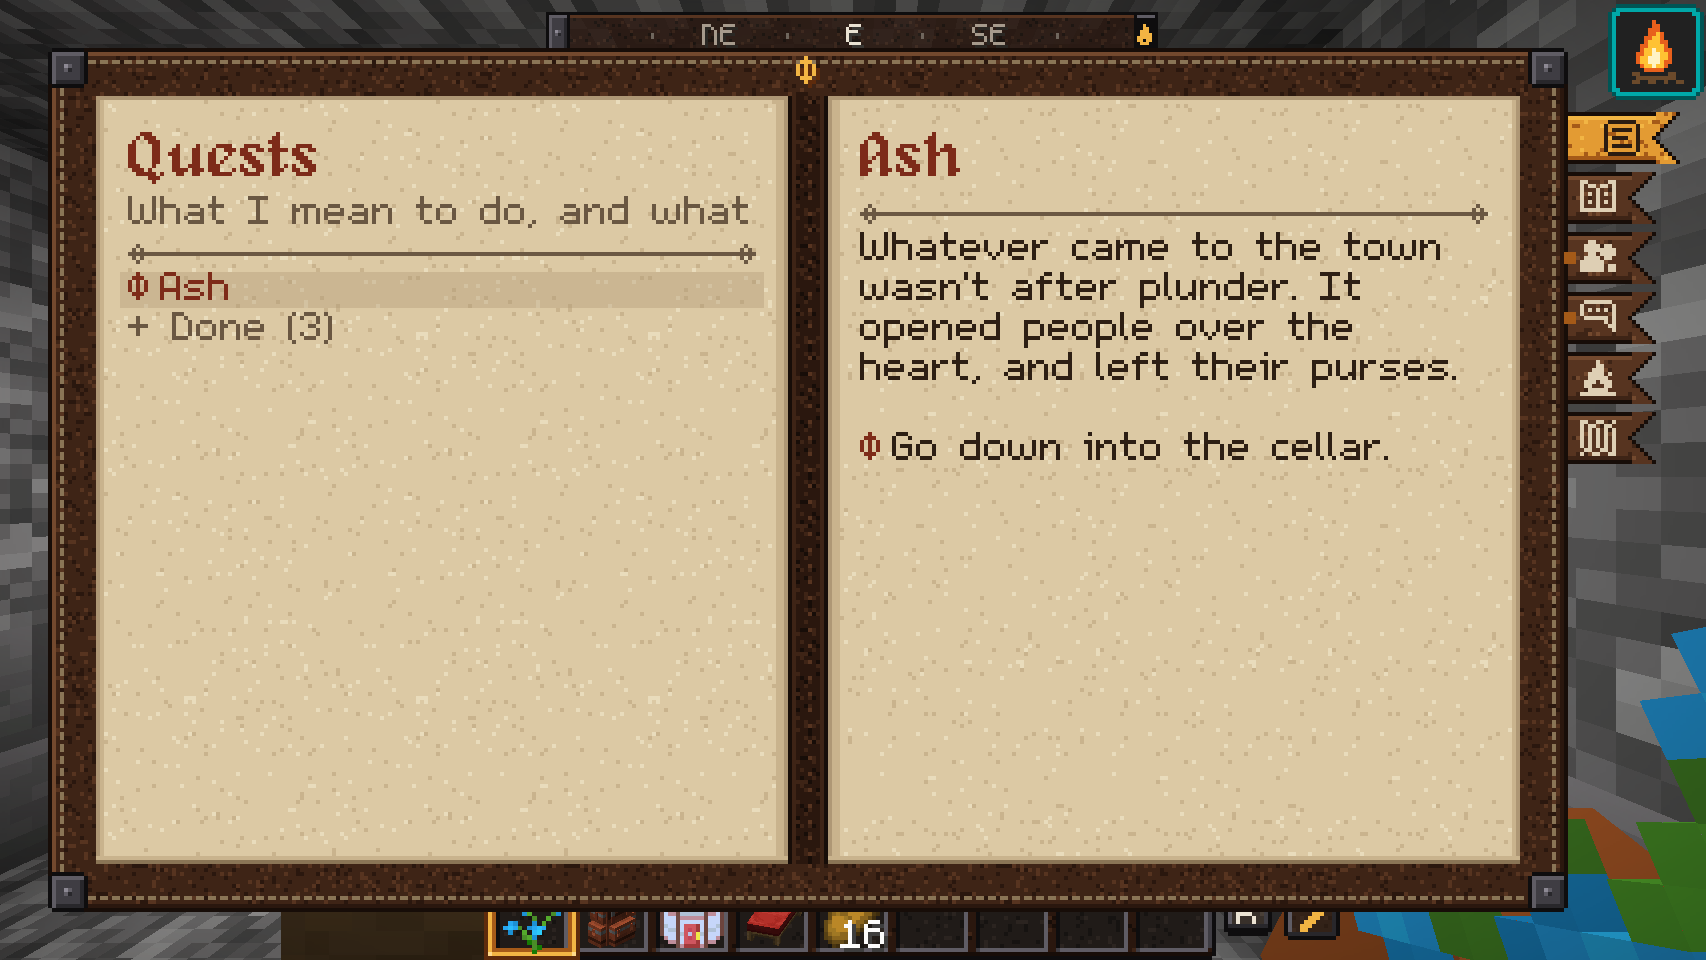 NE E SE
Quests
What I mean to do, and what
Ash
+ Done (3)
Ash
Whatever came to the town
wasn't after plunder. It
opened people over the
heart, and left their purses.
Go down into the cellar.
16